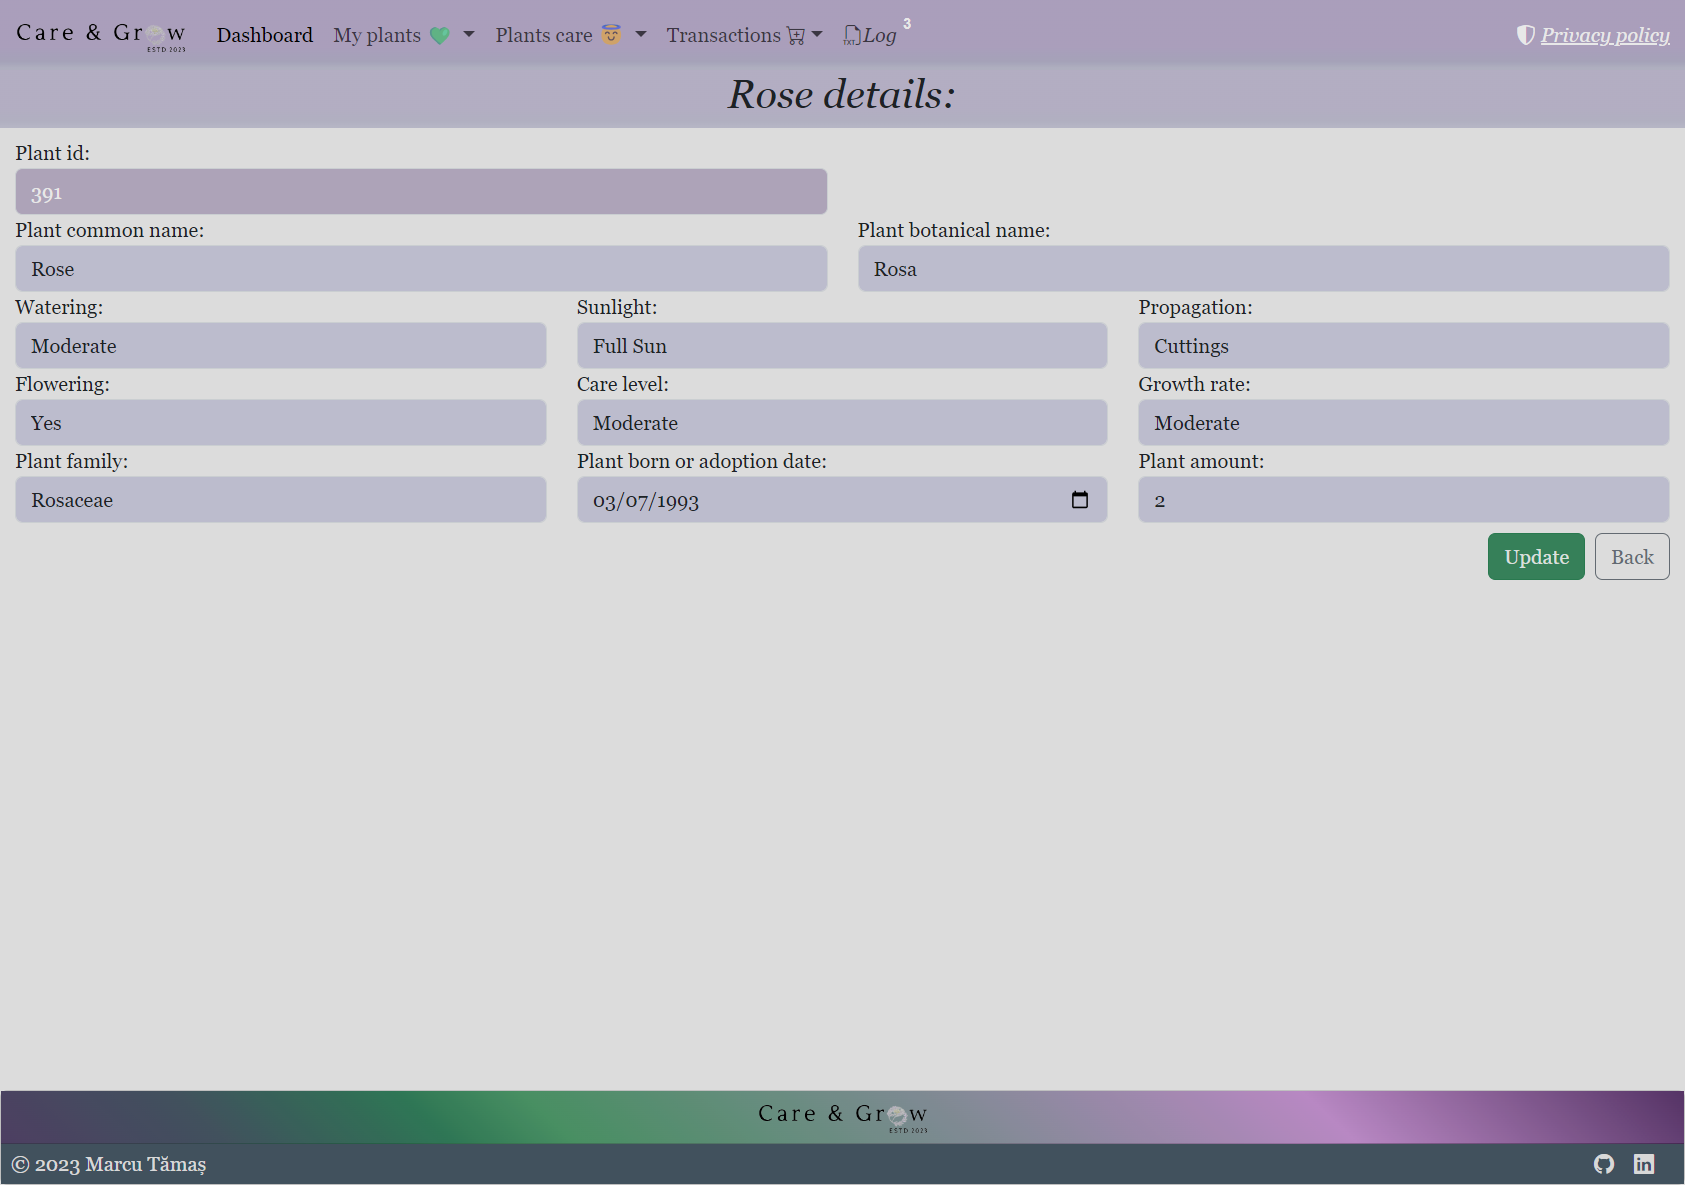 Care & Grow
ESTD 2023
Dashboard My plants Plants care Transactions TXT Log 3 Privacy policy
Rose details:
Plant id:
391
Plant common name: Plant botanical name:
Rose Rosa
Watering: Sunlight: Propagation:
Moderate Full Sun Cuttings
Flowering: Care level: Growth rate:
Yes Moderate Moderate
Plant family: Plant born or adoption date: Plant amount:
Rosaceae 03/07/1993 2
Update Back
Care & Grow
ESTD 2023
© 2023 Marcu Tămaș in